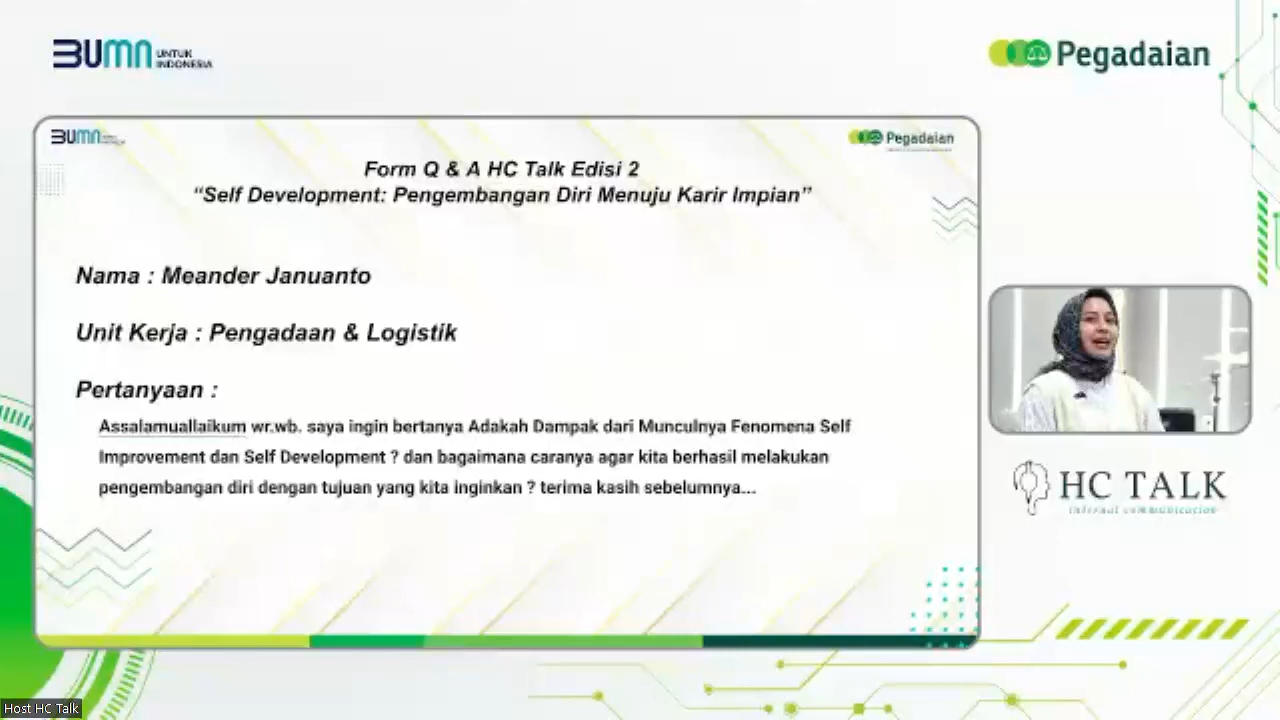 BUMN UNTUK
INDONESIA
Pegadaian
BUMN
Pegadaian
Form Q & A HC Talk Edisi 2
“Self Development: Pengembangan Diri Menuju Karir Impian”
Nama : Meander Januanto
Unit Kerja : Pengadaan & Logistik
Pertanyaan :
Assalamuallaikum wr.wb. saya ingin bertanya Adakah Dampak dari Munculnya Fenomena Self
Improvement dan Self Development ? dan bagaimana caranya agar kita berhasil melakukan
pengembangan diri dengan tujuan yang kita inginkan ? terima kasih sebelumnya...
HC TALK
internal communication
Host HC Talk